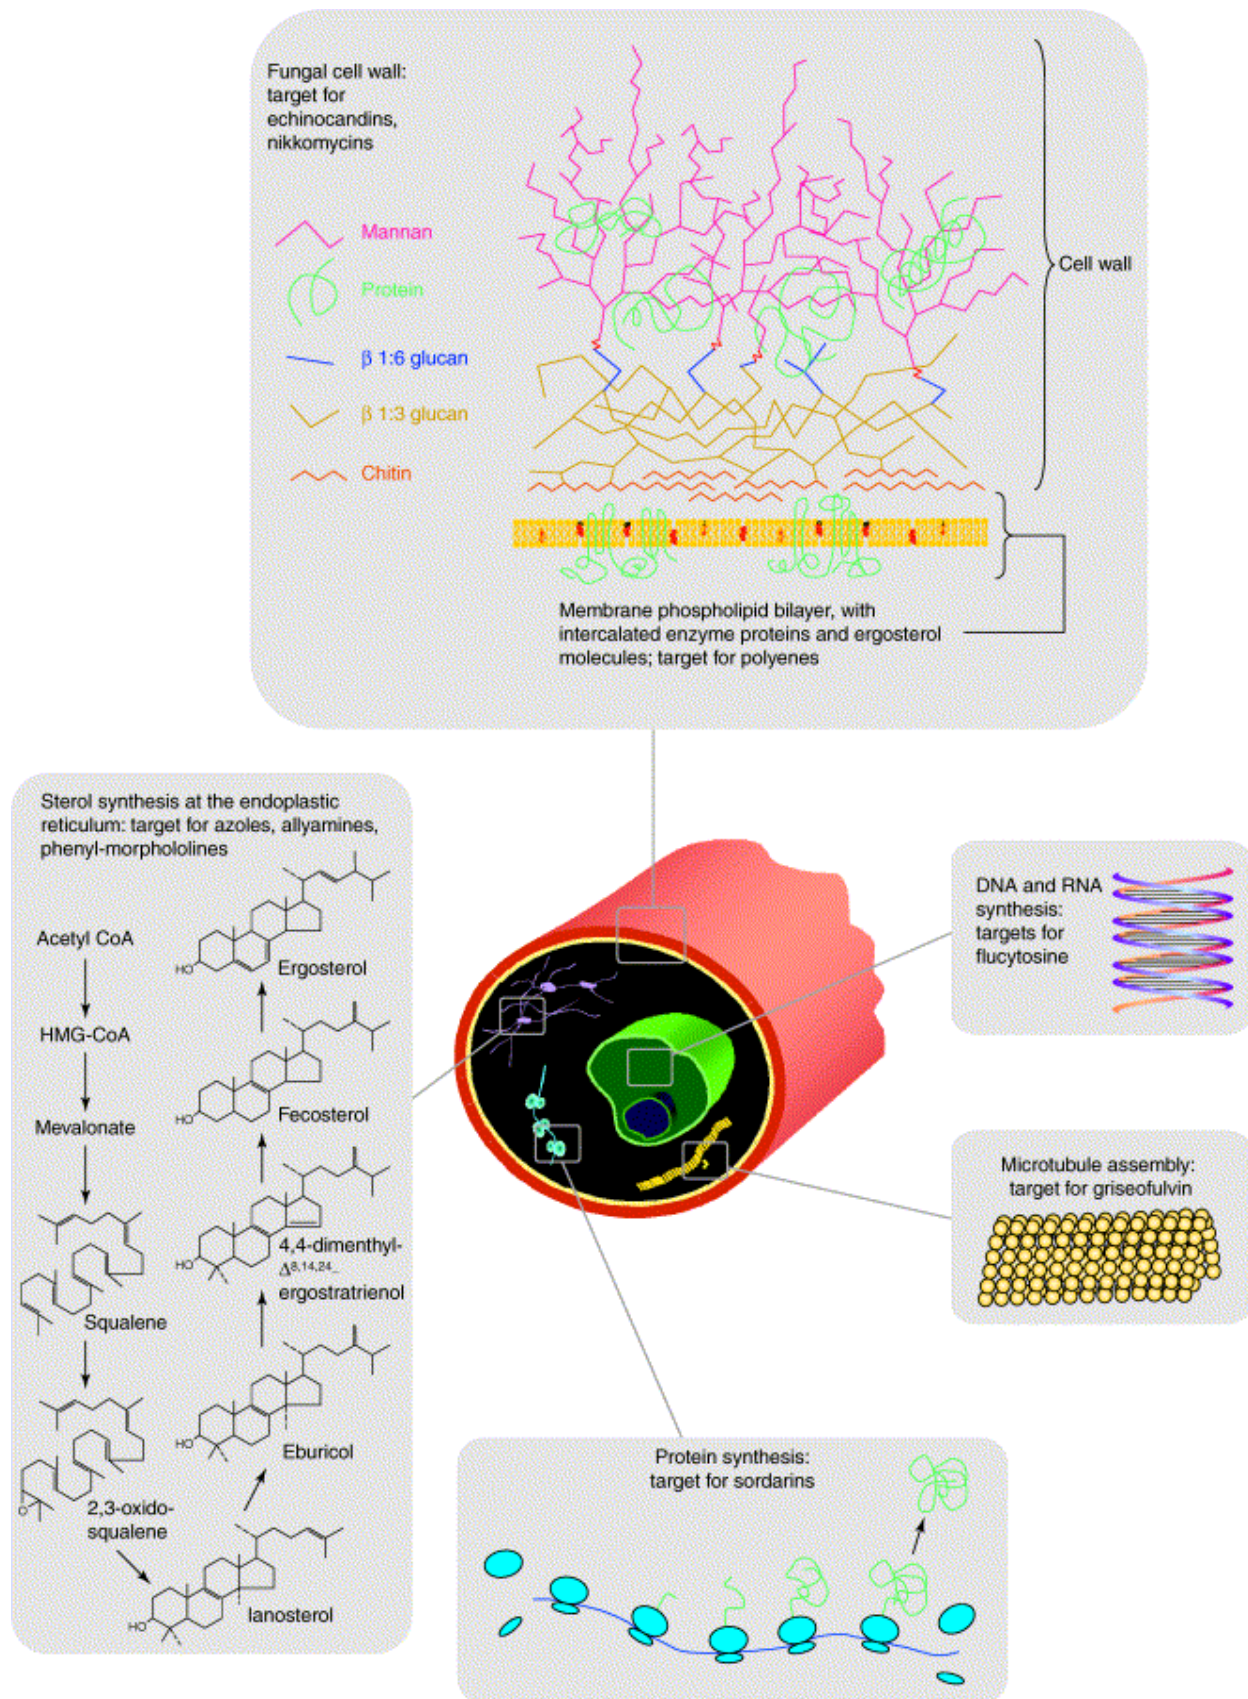 Fungal cell wall:
target for
echinocandins,
nikkomycins
Mannan
Protein
β 1:6 glucan
β 1:3 glucan
Chitin
Cell wall
Membrane phospholipid bilayer, with
intercalated enzyme proteins and ergosterol
molecules; target for polyenes
Sterol synthesis at the endoplastic
reticulum: target for azoles, allyamines,
phenyl-morphololines
Acetyl CoA
HMG-CoA
Mevalonate
Squalene
2,3-oxido-
squalene
HO
lanosterol
HO
Eburicol
HO
4,4-dimenthyl-
Δ8,14,24_
ergostratrienol
HO
Fecosterol
HO
Ergosterol
O
DNA and RNA
synthesis:
targets for
flucytosine
Microtubule assembly:
target for griseofulvin
Protein synthesis:
target for sordarins